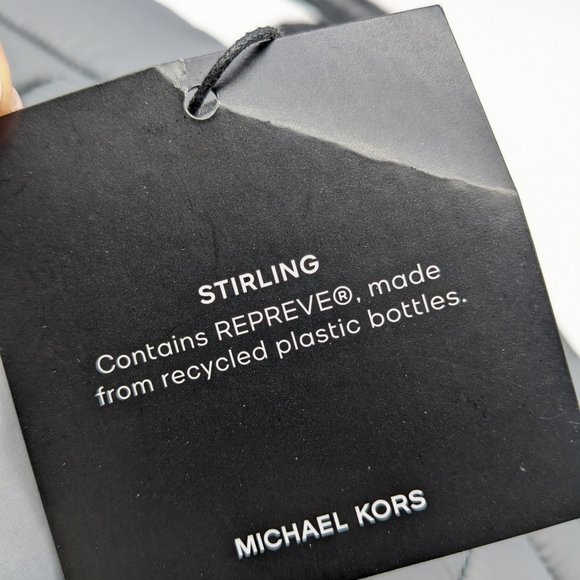 STIRLING
Contains REPREVE®, made
from recycled plastic bottles.
MICHAEL KORS